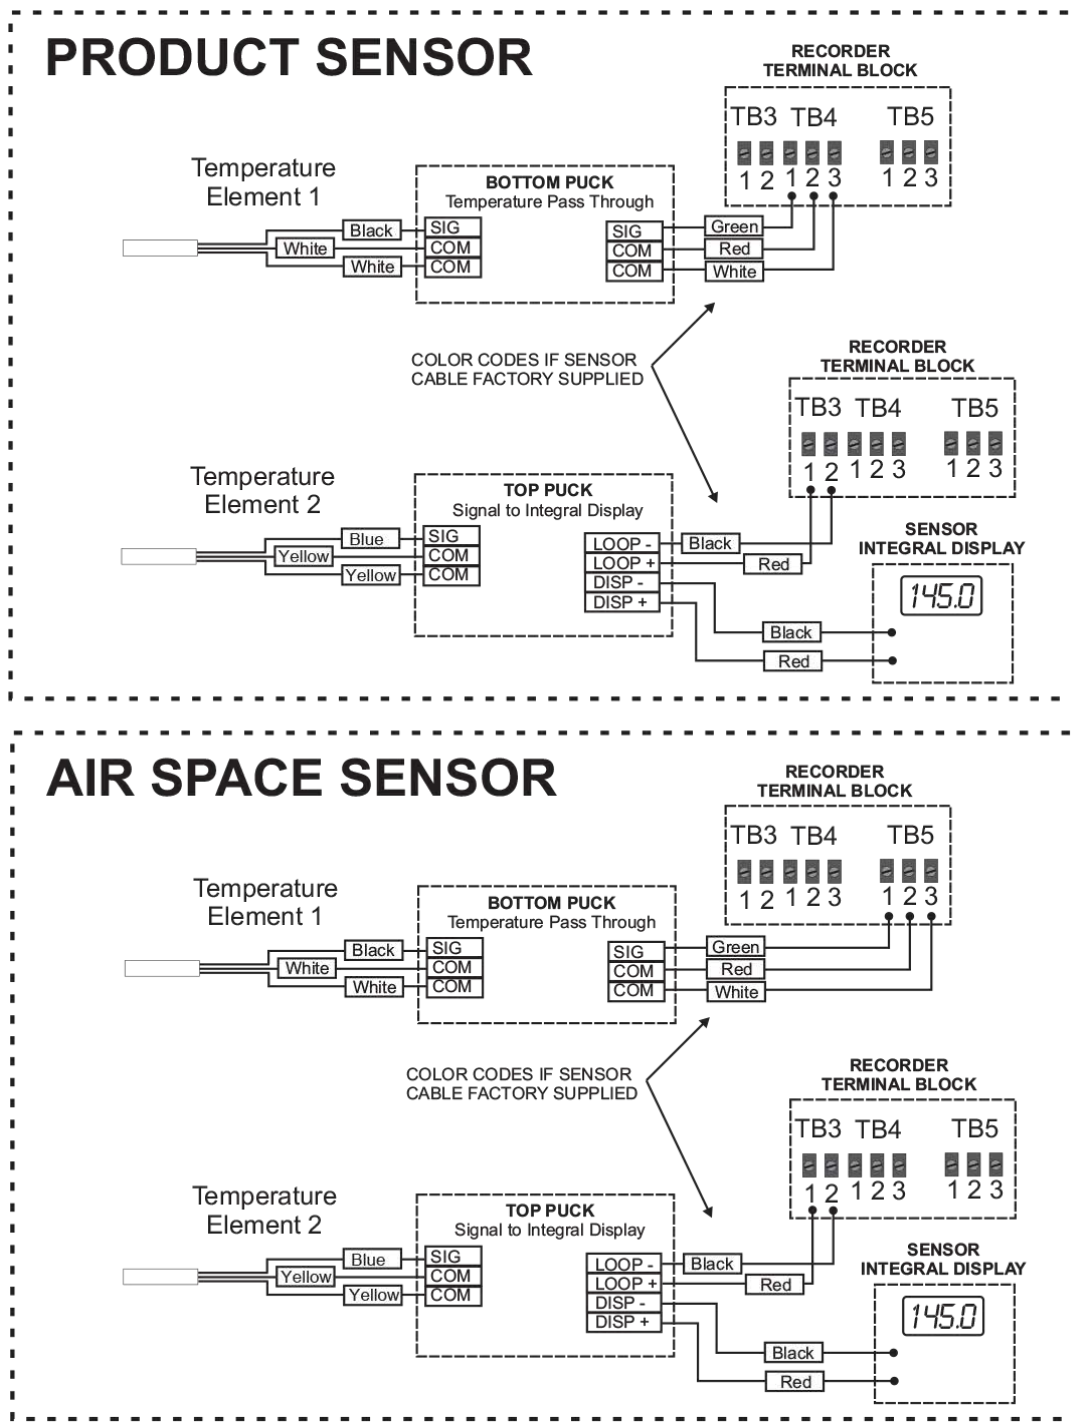 PRODUCT SENSOR
RECORDER
TERMINAL BLOCK
TB3 TB4 TB5
1 2 1 2 3 1 2 3
Temperature
Element 1
BOTTOM PUCK
Temperature Pass Through
Black SIG
White COM
White COM
SIG Green
COM Red
COM White
COLOR CODES IF SENSOR
CABLE FACTORY SUPPLIED
RECORDER
TERMINAL BLOCK
TB3 TB4 TB5
1 2 1 2 3 1 2 3
Temperature
Element 2
TOP PUCK
Signal to Integral Display
Blue SIG
Yellow COM
Yellow COM
LOOP - Black
LOOP + Red
DISP -
DISP +
SENSOR
INTEGRAL DISPLAY
145.0
Black
Red
AIR SPACE SENSOR
RECORDER
TERMINAL BLOCK
TB3 TB4 TB5
1 2 1 2 3 1 2 3
Temperature
Element 1
BOTTOM PUCK
Temperature Pass Through
Black SIG
White COM
White COM
SIG Green
COM Red
COM White
COLOR CODES IF SENSOR
CABLE FACTORY SUPPLIED
RECORDER
TERMINAL BLOCK
TB3 TB4 TB5
1 2 1 2 3 1 2 3
Temperature
Element 2
TOP PUCK
Signal to Integral Display
Blue SIG
Yellow COM
Yellow COM
LOOP - Black
LOOP + Red
DISP -
DISP +
SENSOR
INTEGRAL DISPLAY
145.0
Black
Red